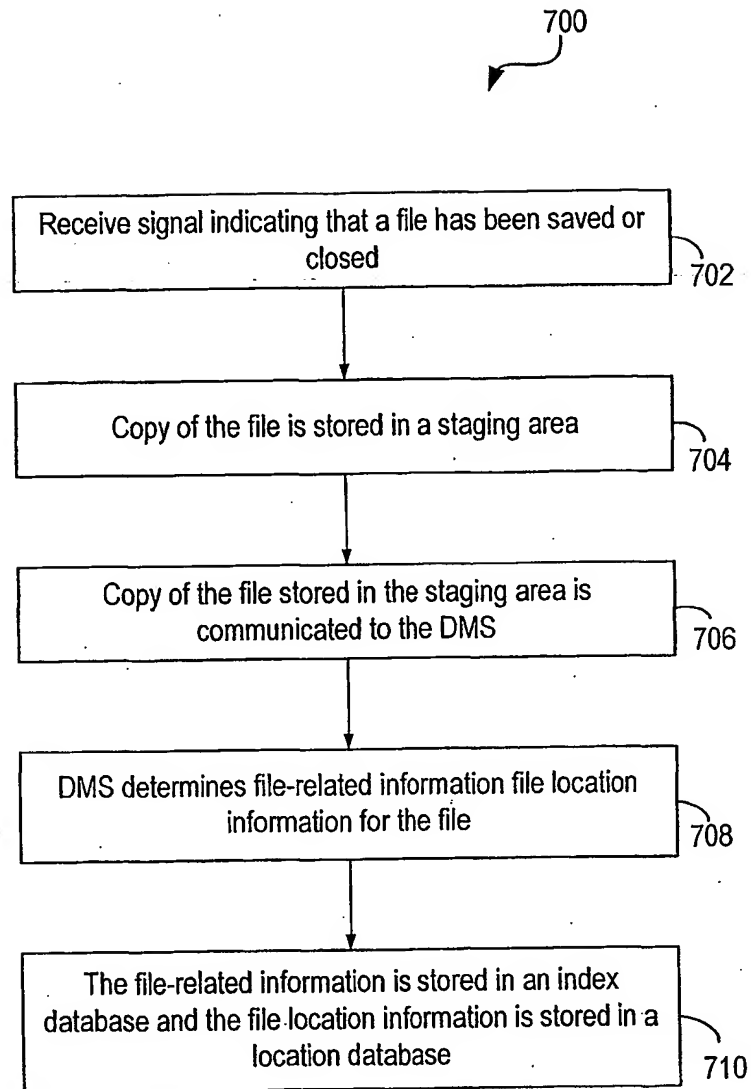 700
Receive signal indicating that a file has been saved or
closed
702
Copy of the file is stored in a staging area
704
Copy of the file stored in the staging area is
communicated to the DMS
706
DMS determines file-related information file location
information for the file
708
The file-related information is stored in an index
database and the file location information is stored in a
location database
710